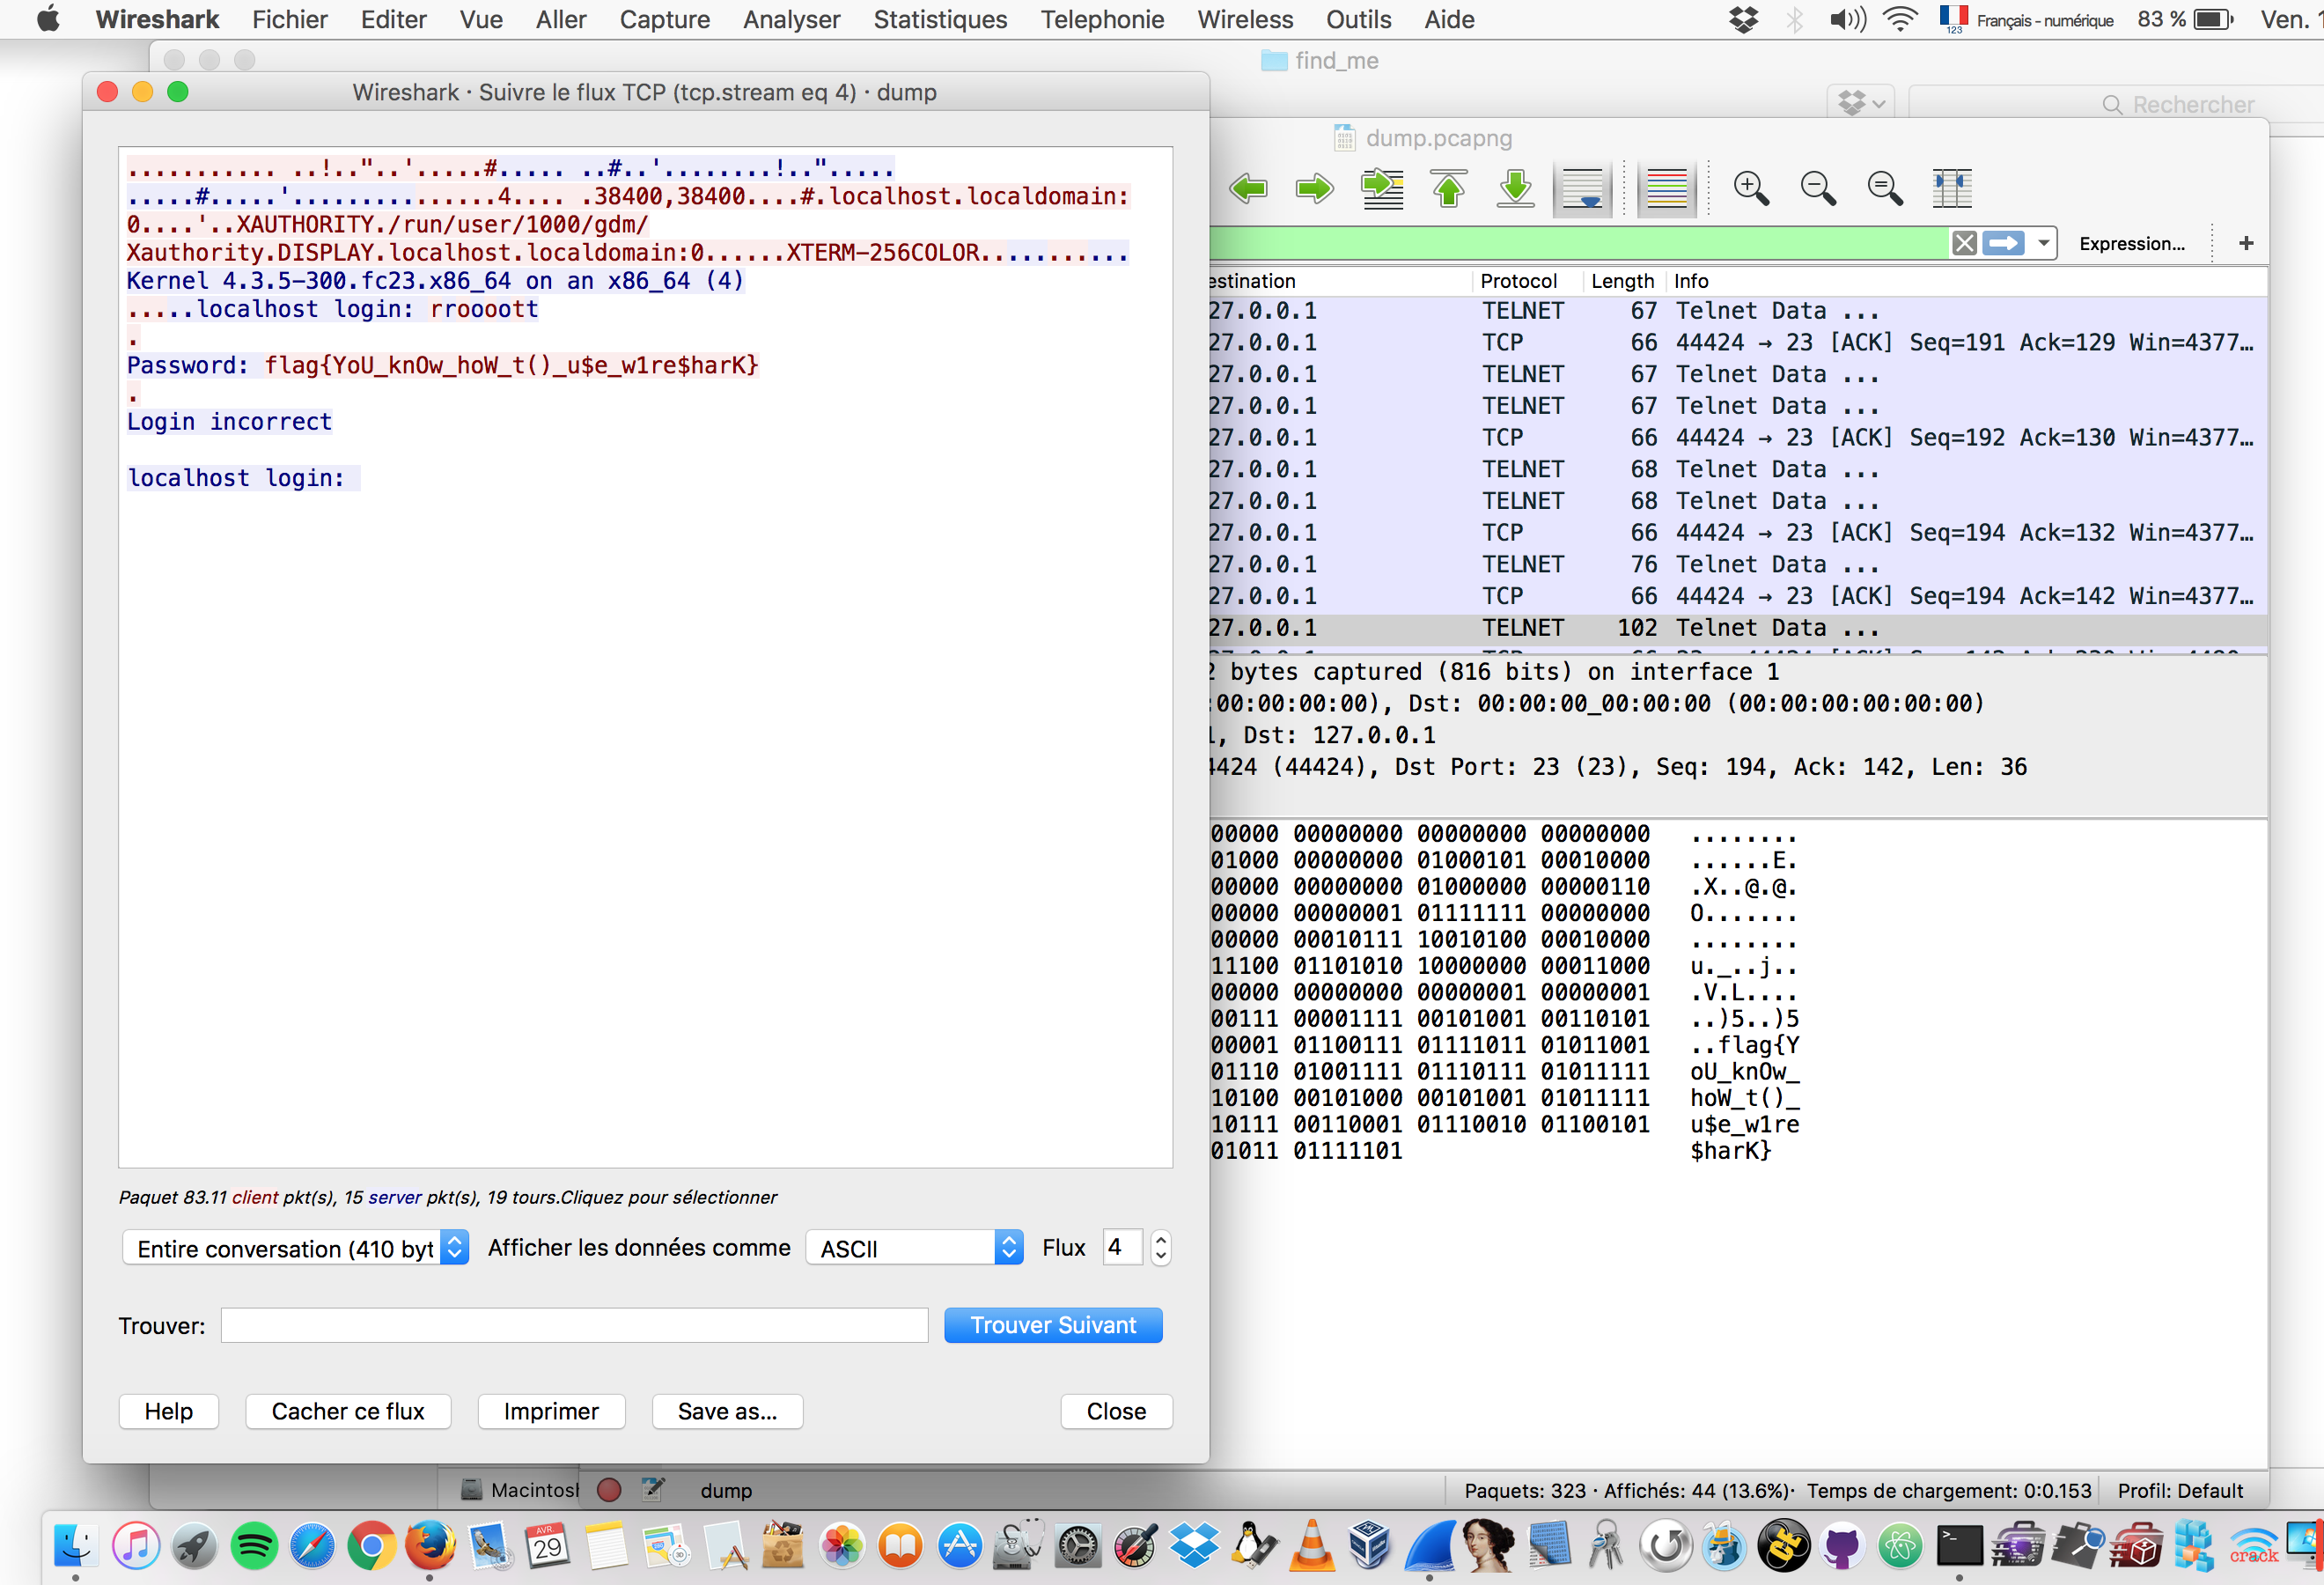 Wireshark Fichier Editer Vue Aller Capture Analyser Statistiques Telephonie Wireless Outils Aide 123 Français - numérique 83 % Ven.
find_me
Wireshark · Suivre le flux TCP (tcp.stream eq 4) · dump
Rechercher
dump.pcapng
........... ..!.."..'.....#..... ..#..'........!..".....
.....#.....'.....................4.... .38400,38400....#.localhost.localdomain:
0....'..XAUTHORITY./run/user/1000/gdm/
Xauthority.DISPLAY.localhost.localdomain:0......XTERM-256COLOR...........
Kernel 4.3.5-300.fc23.x86_64 on an x86_64 (4)
.....localhost login: rroooott
.
Password: flag{YoU_knOw_hoW_t()_u$e_w1re$harK}
.
Login incorrect
localhost login:
Paquet 83.11 client pkt(s), 15 server pkt(s), 19 tours.Cliquez pour sélectionner
Entire conversation (410 byt Afficher les données comme ASCII Flux 4
Trouver: Trouver Suivant
Help Cacher ce flux Imprimer Save as... Close
Expression... +
estination Protocol Length Info
27.0.0.1 TELNET 67 Telnet Data ...
27.0.0.1 TCP 66 44424 → 23 [ACK] Seq=191 Ack=129 Win=4377…
27.0.0.1 TELNET 67 Telnet Data ...
27.0.0.1 TELNET 67 Telnet Data ...
27.0.0.1 TCP 66 44424 → 23 [ACK] Seq=192 Ack=130 Win=4377…
27.0.0.1 TELNET 68 Telnet Data ...
27.0.0.1 TELNET 68 Telnet Data ...
27.0.0.1 TCP 66 44424 → 23 [ACK] Seq=194 Ack=132 Win=4377…
27.0.0.1 TELNET 76 Telnet Data ...
27.0.0.1 TCP 66 44424 → 23 [ACK] Seq=194 Ack=142 Win=4377…
27.0.0.1 TELNET 102 Telnet Data ...
2 bytes captured (816 bits) on interface 1
:00:00:00:00), Dst: 00:00:00_00:00:00 (00:00:00:00:00:00)
1, Dst: 127.0.0.1
4424 (44424), Dst Port: 23 (23), Seq: 194, Ack: 142, Len: 36
00000 00000000 00000000 00000000 ........
01000 00000000 01000101 00010000 ......E.
00000 00000000 01000000 00000110 .X..@.@.
00000 00000001 01111111 00000000 O.......
00000 00010111 10010100 00010000 ........
11100 01101010 10000000 00011000 u._..j..
00000 00000000 00000001 00000001 .V.L....
00111 00001111 00101001 00110101 ..)5..)5
00001 01100111 01111011 01011001 ..flag{Y
01110 01001111 01110111 01011111 oU_knOw_
10100 00101000 00101001 01011111 hoW_t()_
10111 00110001 01110010 01100101 u$e_w1re
01011 01111101 $harK}
Macintosh dump Paquets: 323 · Affichés: 44 (13.6%)· Temps de chargement: 0:0.153 Profil: Default
AVR.
29
crack